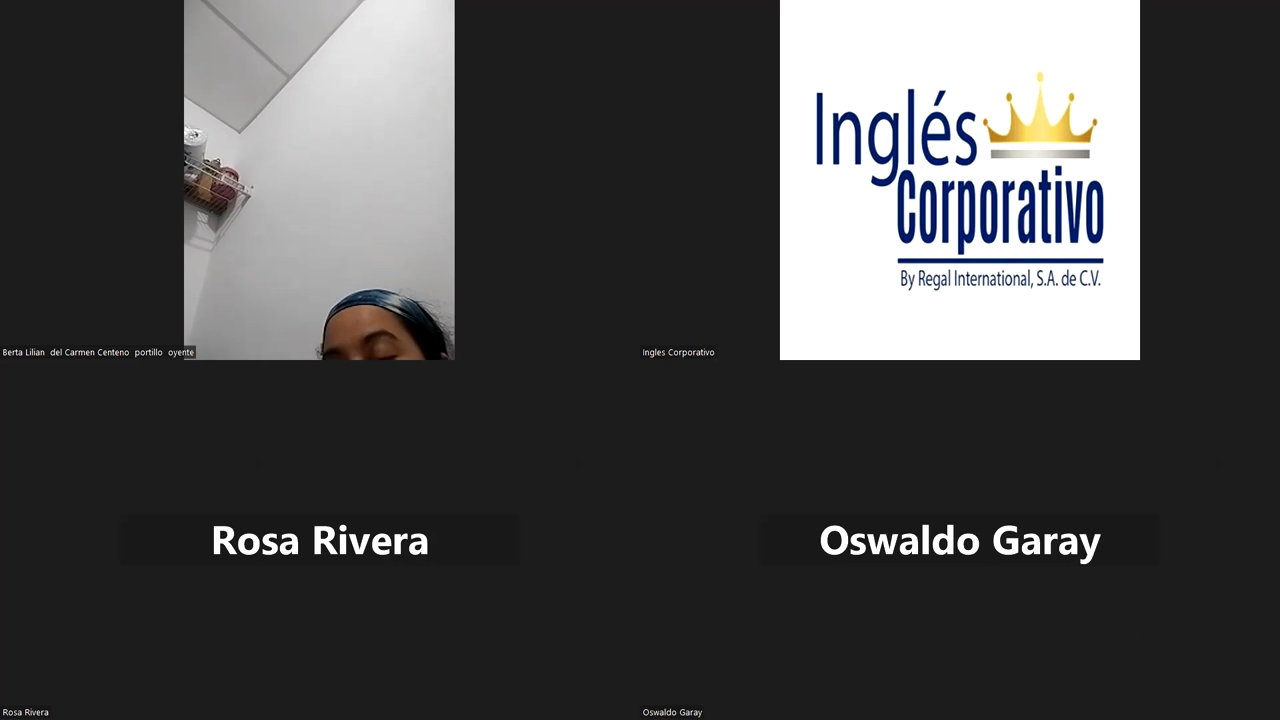 Inglés
Corporativo
By Regal International, S.A. de C.V.
Berta Lilian  del Carmen Centeno  portillo  oyente
Ingles Corporativo
Rosa Rivera
Oswaldo Garay
Rosa Rivera
Oswaldo Garay